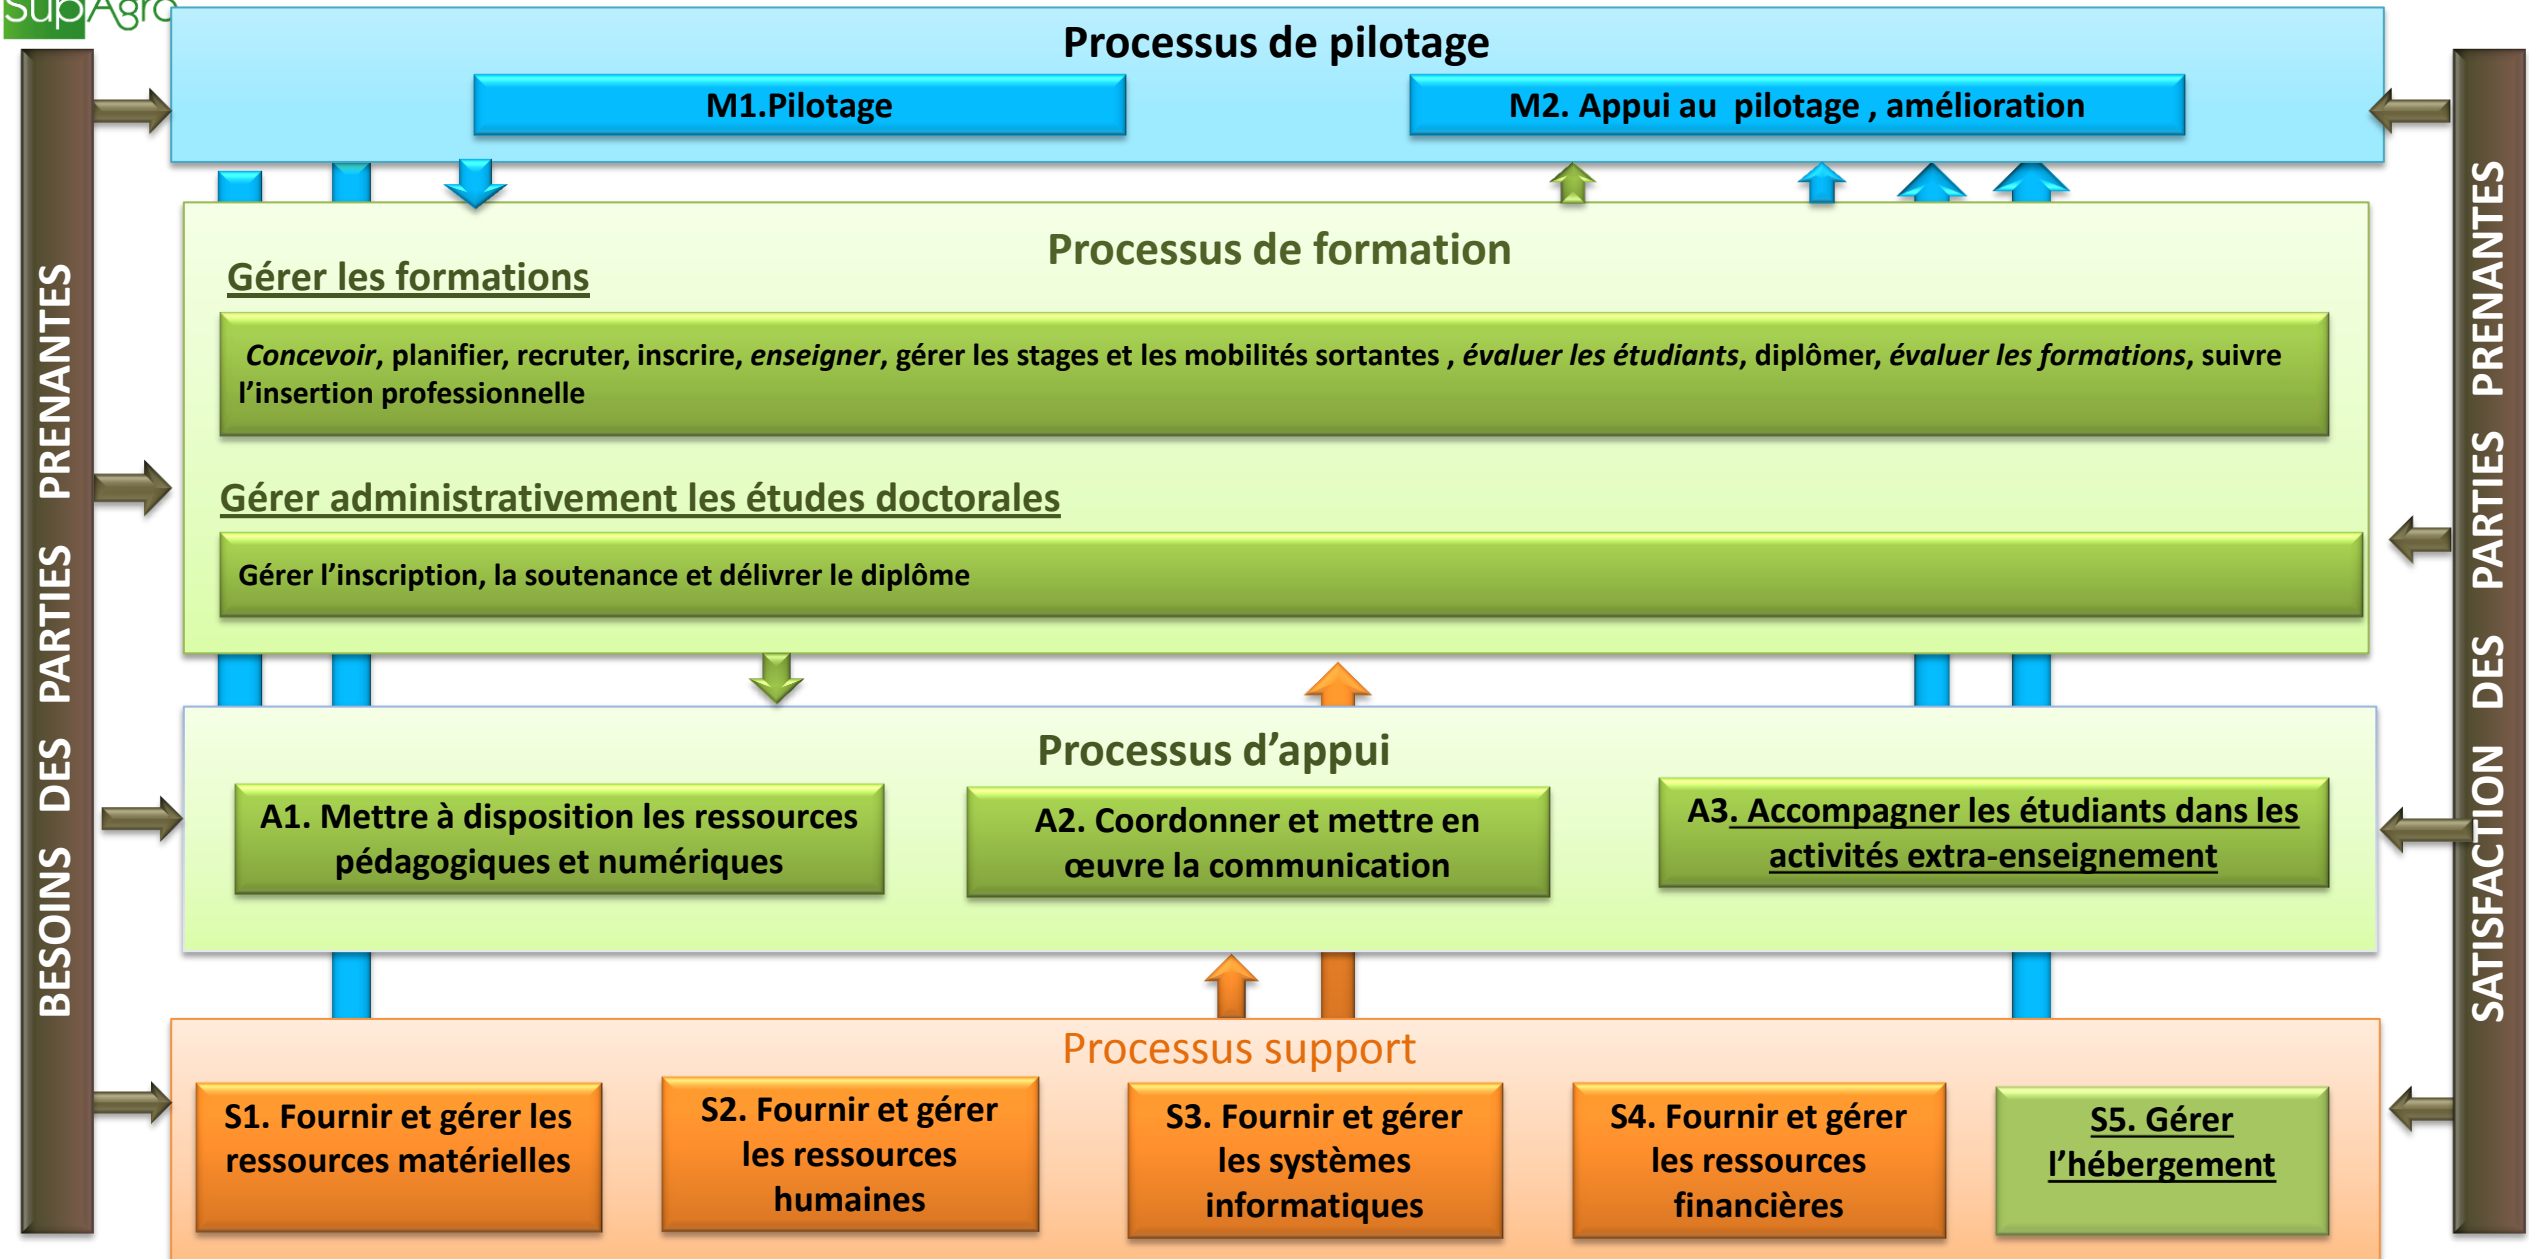 SupAgro
Processus de pilotage
M1.Pilotage
M2. Appui au pilotage , amélioration
BESOINS DES PARTIES PRENANTES
Processus de formation
Gérer les formations
Concevoir, planifier, recruter, inscrire, enseigner, gérer les stages et les mobilités sortantes , évaluer les étudiants, diplômer, évaluer les formations, suivre
l’insertion professionnelle
Gérer administrativement les études doctorales
Gérer l’inscription, la soutenance et délivrer le diplôme
Processus d’appui
A1. Mettre à disposition les ressources
pédagogiques et numériques
A2. Coordonner et mettre en
œuvre la communication
A3. Accompagner les étudiants dans les
activités extra-enseignement
Processus support
S1. Fournir et gérer les
ressources matérielles
S2. Fournir et gérer
les ressources
humaines
S3. Fournir et gérer
les systèmes
informatiques
S4. Fournir et gérer
les ressources
financières
S5. Gérer
l’hébergement
SATISFACTION DES PARTIES PRENANTES